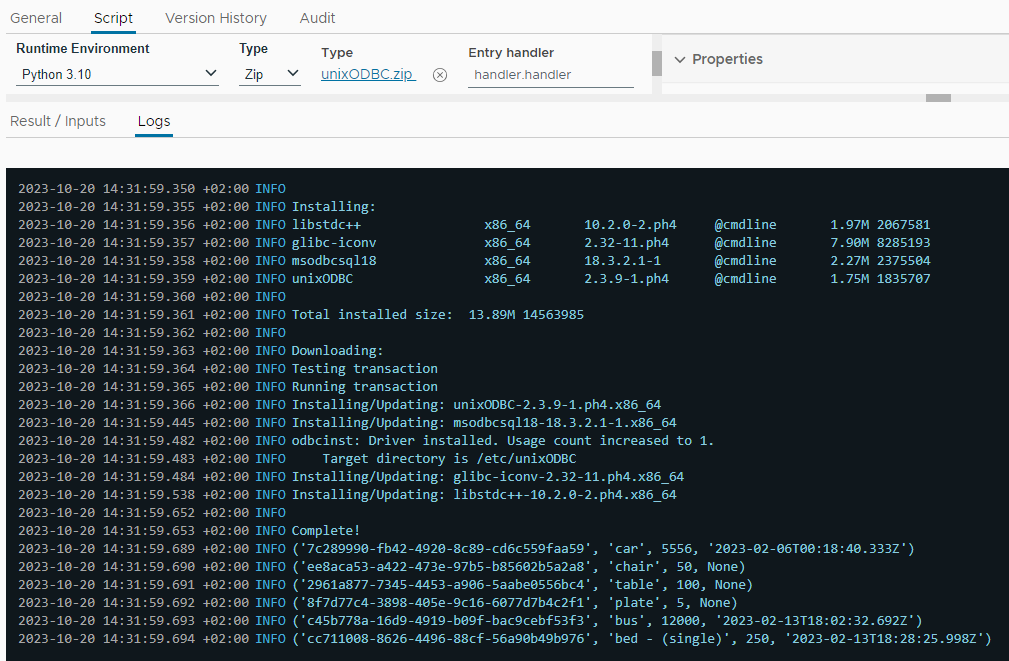 General Script Version History Audit
Runtime Environment Type Type Entry handler Properties
Python 3.10 Zip unixODBC.zip handler.handler
Result / Inputs Logs
2023-10-20 14:31:59.350 +02:00 INFO
2023-10-20 14:31:59.355 +02:00 INFO Installing:
2023-10-20 14:31:59.356 +02:00 INFO libstdc++ x86_64 10.2.0-2.ph4 @cmdline 1.97M 2067581
2023-10-20 14:31:59.357 +02:00 INFO glibc-iconv x86_64 2.32-11.ph4 @cmdline 7.90M 8285193
2023-10-20 14:31:59.358 +02:00 INFO msodbcsql18 x86_64 18.3.2.1-1 @cmdline 2.27M 2375504
2023-10-20 14:31:59.359 +02:00 INFO unixODBC x86_64 2.3.9-1.ph4 @cmdline 1.75M 1835707
2023-10-20 14:31:59.360 +02:00 INFO
2023-10-20 14:31:59.361 +02:00 INFO Total installed size: 13.89M 14563985
2023-10-20 14:31:59.362 +02:00 INFO
2023-10-20 14:31:59.363 +02:00 INFO Downloading:
2023-10-20 14:31:59.364 +02:00 INFO Testing transaction
2023-10-20 14:31:59.365 +02:00 INFO Running transaction
2023-10-20 14:31:59.366 +02:00 INFO Installing/Updating: unixODBC-2.3.9-1.ph4.x86_64
2023-10-20 14:31:59.445 +02:00 INFO Installing/Updating: msodbcsql18-18.3.2.1-1.x86_64
2023-10-20 14:31:59.482 +02:00 INFO odbcinst: Driver installed. Usage count increased to 1.
2023-10-20 14:31:59.483 +02:00 INFO Target directory is /etc/unixODBC
2023-10-20 14:31:59.484 +02:00 INFO Installing/Updating: glibc-iconv-2.32-11.ph4.x86_64
2023-10-20 14:31:59.538 +02:00 INFO Installing/Updating: libstdc++-10.2.0-2.ph4.x86_64
2023-10-20 14:31:59.652 +02:00 INFO
2023-10-20 14:31:59.653 +02:00 INFO Complete!
2023-10-20 14:31:59.689 +02:00 INFO ('7c289990-fb42-4920-8c89-cd6c559faa59', 'car', 5556, '2023-02-06T00:18:40.333Z')
2023-10-20 14:31:59.690 +02:00 INFO ('ee8aca53-a422-473e-97b5-b85602b5a2a8', 'chair', 50, None)
2023-10-20 14:31:59.691 +02:00 INFO ('2961a877-7345-4453-a906-5aabe0556bc4', 'table', 100, None)
2023-10-20 14:31:59.692 +02:00 INFO ('8f7d77c4-3898-405e-9c16-6077d7b4c2f1', 'plate', 5, None)
2023-10-20 14:31:59.693 +02:00 INFO ('c45b778a-16d9-4919-b09f-bac9cebf53f3', 'bus', 12000, '2023-02-13T18:02:32.692Z')
2023-10-20 14:31:59.694 +02:00 INFO ('cc711008-8626-4496-88cf-56a90b49b976', 'bed - (single)', 250, '2023-02-13T18:28:25.998Z')